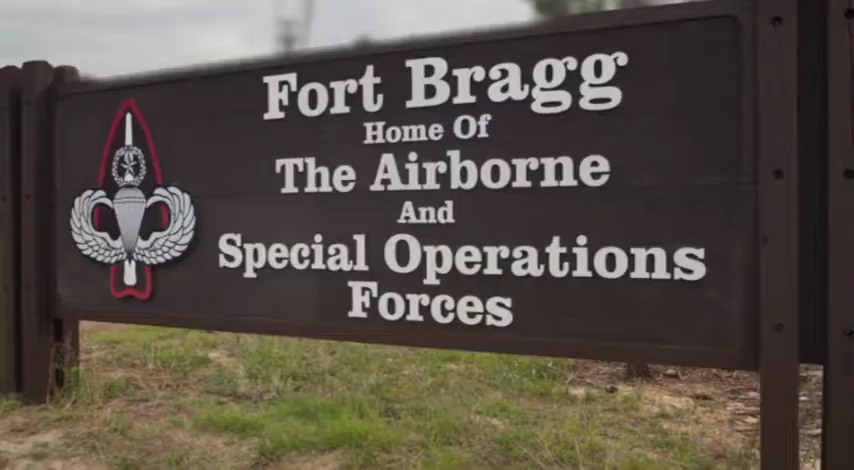 Fort Bragg
Home Of
The Airborne
And
Special Operations
Forces